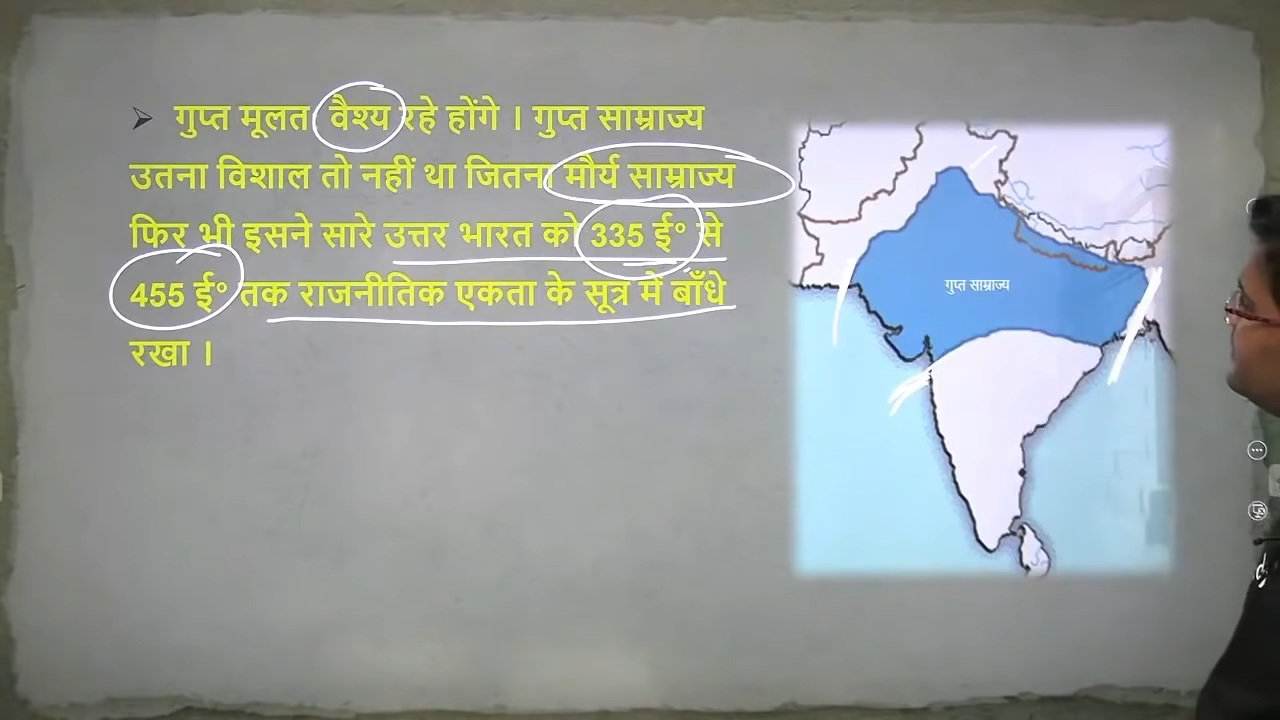 ➢ गुप्त मूलत वैश्य रहे होंगे । गुप्त साम्राज्य
उतना विशाल तो नहीं था जितन मौर्य साम्राज्य
फिर भी इसने सारे उत्तर भारत को 335 ई° से
455 ई° तक राजनीतिक एकता के सूत्र में बाँधे
रखा ।
गुप्त साम्राज्य